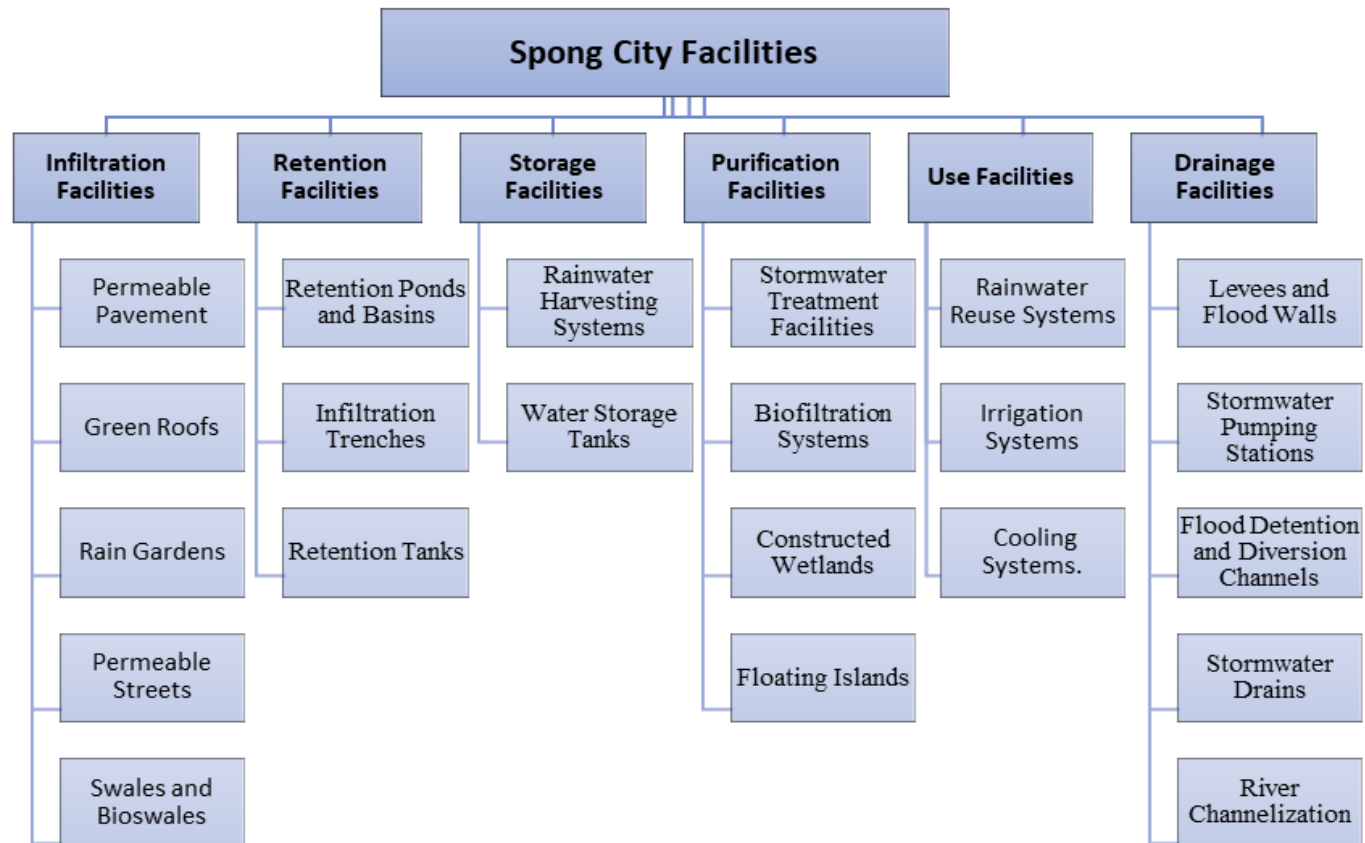 Spong City Facilities
Infiltration
Facilities
Permeable
Pavement
Green Roofs
Rain Gardens
Permeable
Streets
Swales and
Bioswales
Retention
Facilities
Retention Ponds
and Basins
Infiltration
Trenches
Retention Tanks
Storage
Facilities
Rainwater
Harvesting
Systems
Water Storage
Tanks
Purification
Facilities
Stormwater
Treatment
Facilities
Biofiltration
Systems
Constructed
Wetlands
Floating Islands
Use Facilities
Rainwater
Reuse Systems
Irrigation
Systems
Cooling
Systems.
Drainage
Facilities
Levees and
Flood Walls
Stormwater
Pumping
Stations
Flood Detention
and Diversion
Channels
Stormwater
Drains
River
Channelization